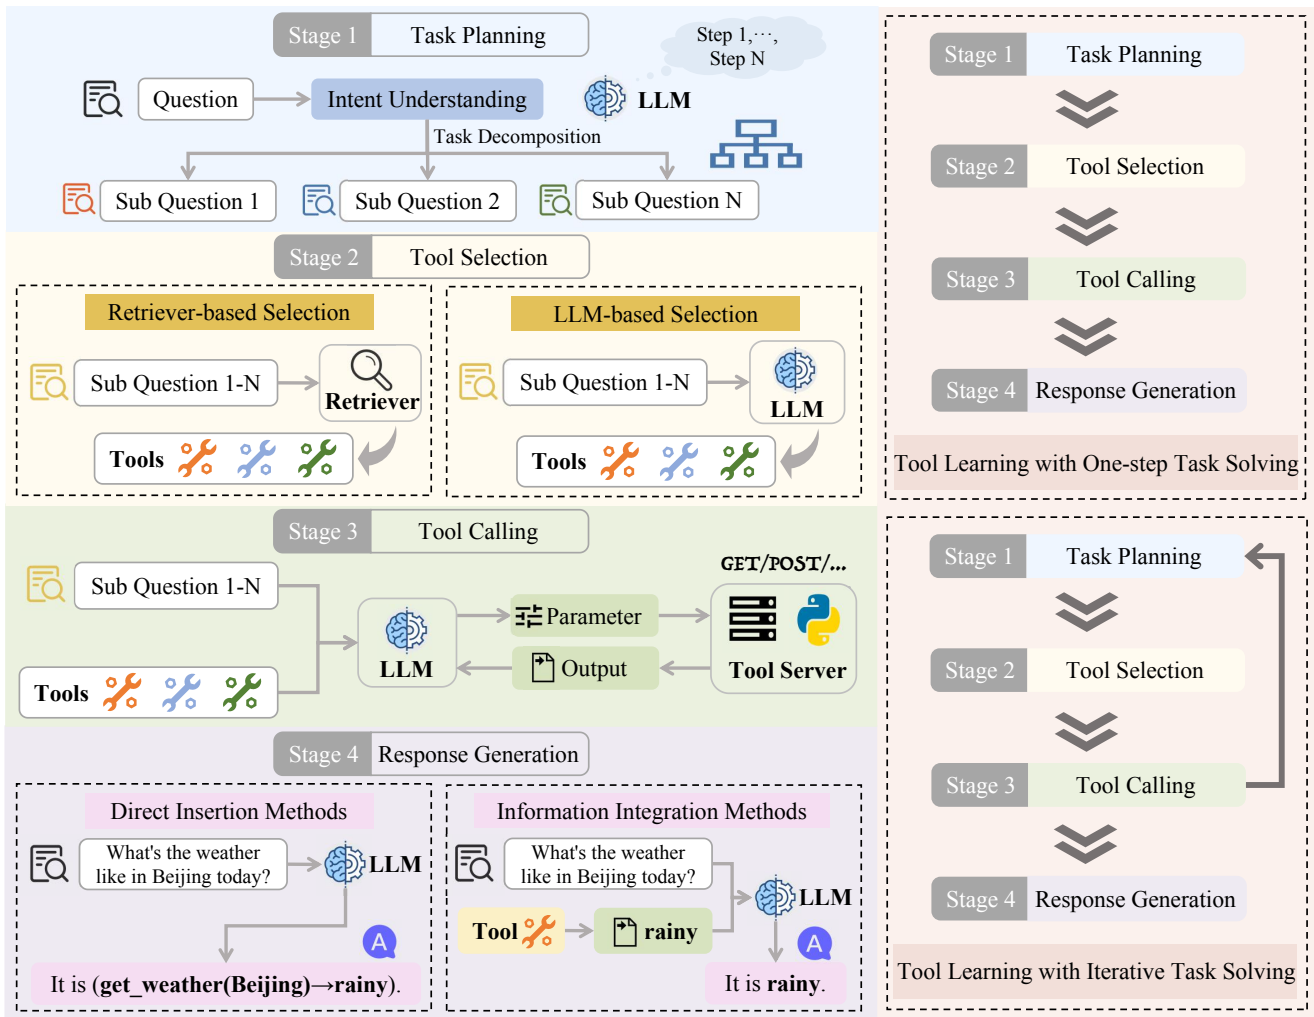 Stage 1 Task Planning
Step 1,···,
Step N
Question
Intent Understanding
LLM
Task Decomposition
Sub Question 1
Sub Question 2
Sub Question N
Stage 2 Tool Selection
Retriever-based Selection
Sub Question 1-N
Retriever
Tools
LLM-based Selection
Sub Question 1-N
LLM
Tools
Stage 3 Tool Calling
Sub Question 1-N
Tools
LLM
Parameter
Output
GET/POST/...
Tool Server
Stage 4 Response Generation
Direct Insertion Methods
What's the weather
like in Beijing today?
LLM
A
It is (get_weather(Beijing)→rainy).
Information Integration Methods
What's the weather
like in Beijing today?
Tool
rainy
LLM
A
It is rainy.
Stage 1 Task Planning
Stage 2 Tool Selection
Stage 3 Tool Calling
Stage 4 Response Generation
Tool Learning with One-step Task Solving
Stage 1 Task Planning
Stage 2 Tool Selection
Stage 3 Tool Calling
Stage 4 Response Generation
Tool Learning with Iterative Task Solving